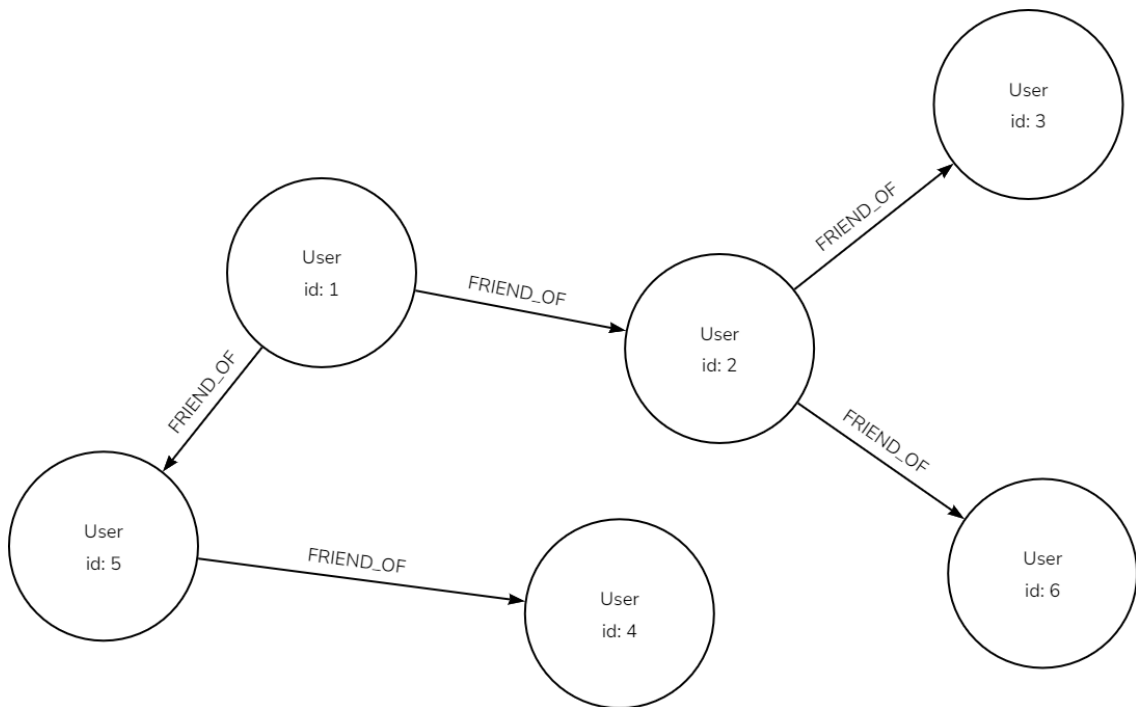 User
id: 3
FRIEND_OF
User
id: 1
FRIEND_OF
User
id: 2
FRIEND_OF
FRIEND_OF
User
id: 5
FRIEND_OF
User
id: 4
User
id: 6